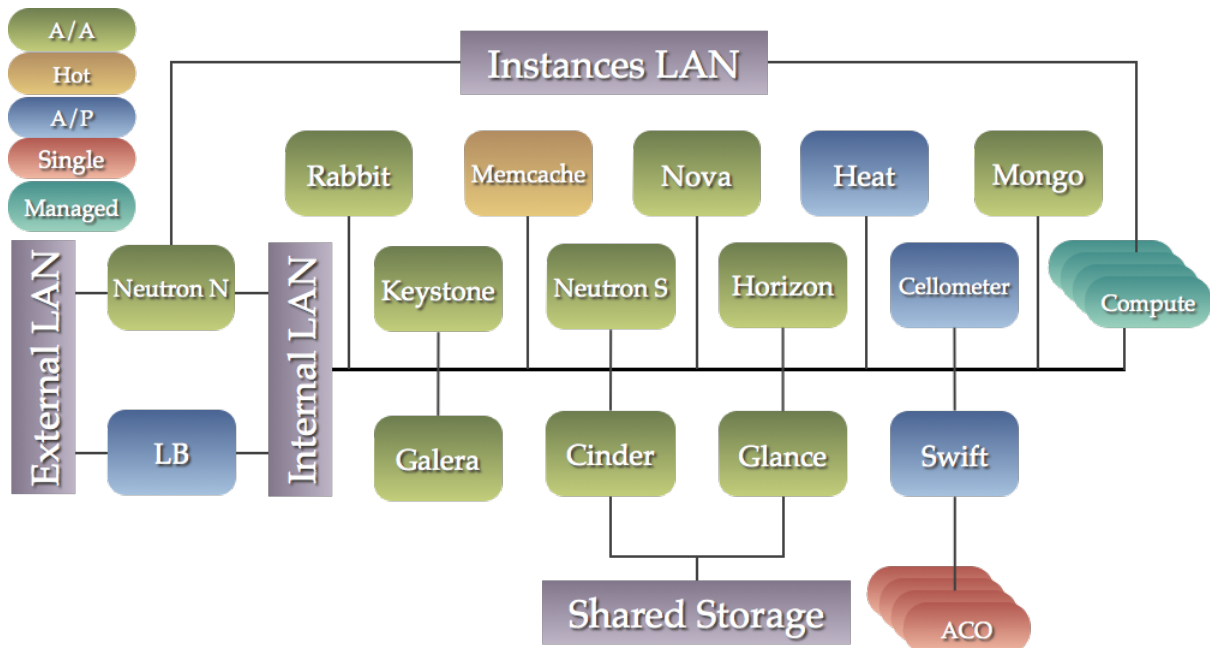 A/A
Hot
A/P
Single
Managed
Instances LAN
Rabbit
Memcache
Nova
Heat
Mongo
External LAN
Neutron N
Internal LAN
Keystone
Neutron S
Horizon
Cellometer
Compute
LB
Galera
Cinder
Glance
Swift
Shared Storage
ACO